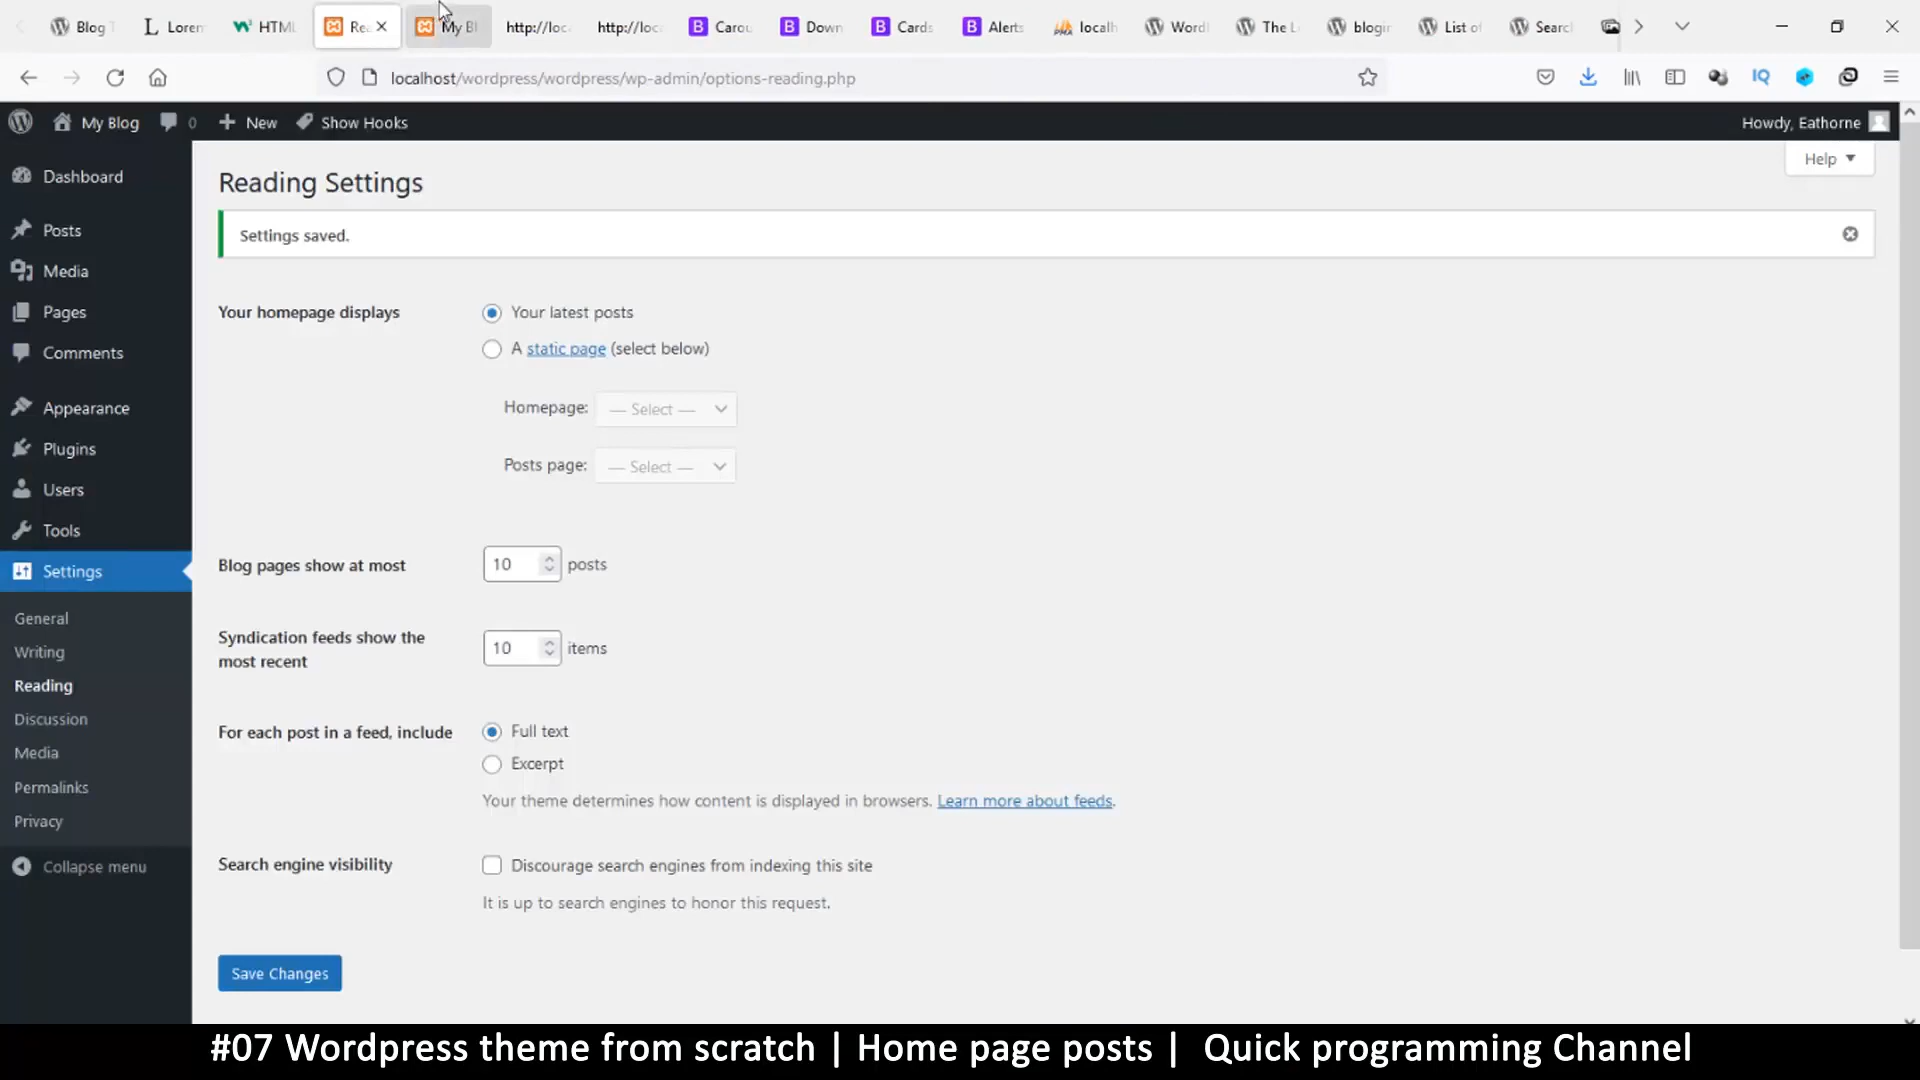 Blog T
Lorem
HTML
Rea
My Bl
http://loc
http://loc
Carou
Down
Cards
Alerts
localh
WordP
The L
blogin
List of
Search
localhost/wordpress/wordpress/wp-admin/options-reading.php
IQ
My Blog
0
New
Show Hooks
Howdy, Eathorne
Help
Dashboard
Posts
Media
Pages
Comments
Appearance
Plugins
Users
Tools
Settings
General
Writing
Reading
Discussion
Media
Permalinks
Privacy
Collapse menu
Reading Settings
Settings saved.
Your homepage displays
Your latest posts
A static page (select below)
Homepage: — Select —
Posts page: — Select —
Blog pages show at most 10 posts
Syndication feeds show the
most recent
10 items
For each post in a feed, include
Full text
Excerpt
Your theme determines how content is displayed in browsers. Learn more about feeds.
Search engine visibility
Discourage search engines from indexing this site
It is up to search engines to honor this request.
Save Changes
#07 Wordpress theme from scratch | Home page posts | Quick programming Channel